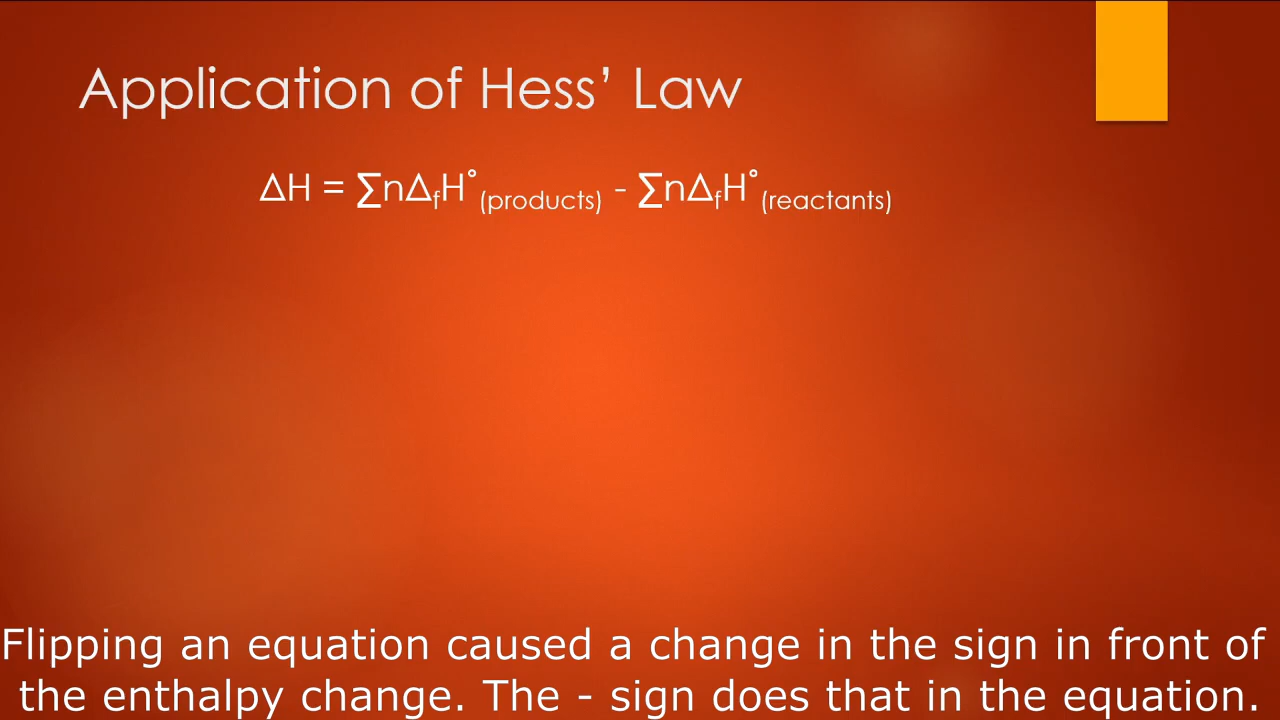 Application of Hess’ Law
ΔH = ∑nΔfH˚(products) - ∑nΔfH˚(reactants)
Flipping an equation caused a change in the sign in front of
the enthalpy change. The - sign does that in the equation.